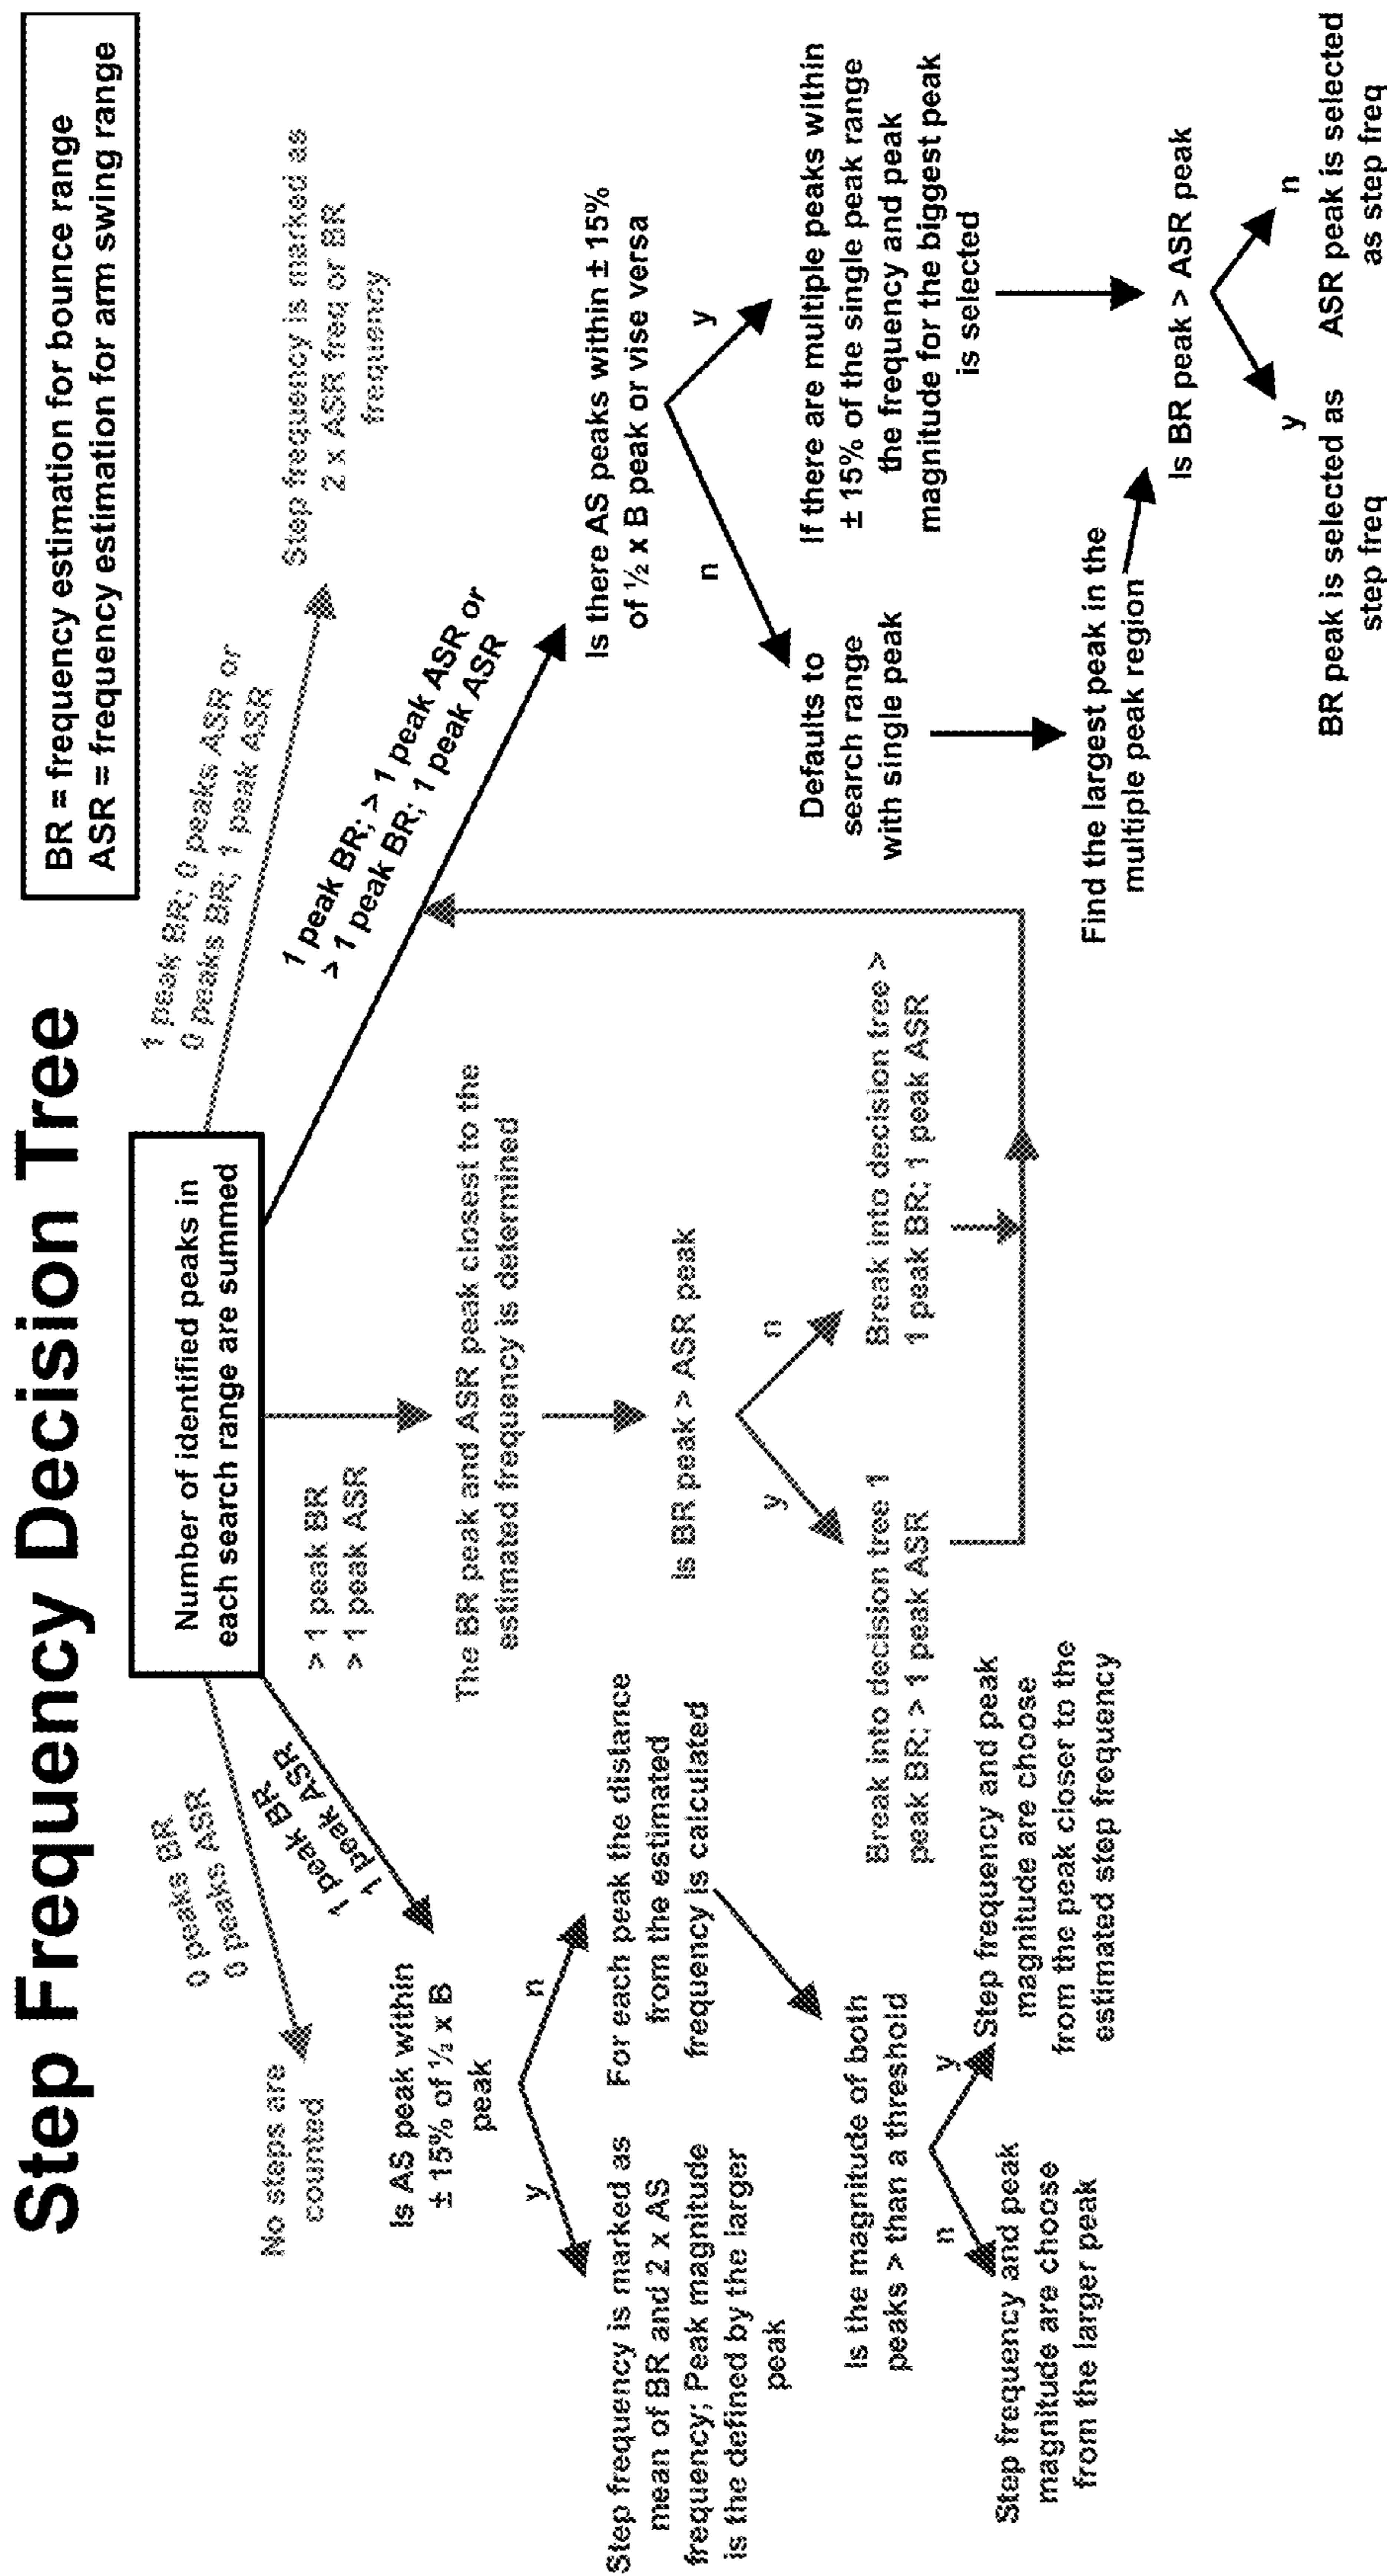 Step Frequency Decision Tree
BR = frequency estimation for bounce range
ASR = frequency estimation for arm swing range
Number of identified peaks in
each search range are summed
0 peaks BR
0 peaks ASR
No steps are
counted
1 peak BR
1 peak ASR
Is AS peak within
± 15% of ½ x B
peak
y
n
Step frequency is marked as
mean of BR and 2 x AS
frequency; Peak magnitude
is the defined by the larger
peak
For each peak the distance
from the estimated
frequency is calculated
Is the magnitude of both
peaks > than a threshold
n
y
Step frequency and peak
magnitude are choose
from the larger peak
Step frequency and peak
magnitude are choose
from the peak closer to the
estimated step frequency
> 1 peak BR
> 1 peak ASR
The BR peak and ASR peak closest to the
estimated frequency is determined
Is BR peak > ASR peak
y
n
Break into decision tree 1
peak BR; > 1 peak ASR
Break into decision tree >
1 peak BR; 1 peak ASR
1 peak BR; > 1 peak ASR or
> 1 peak BR; 1 peak ASR
Is there AS peaks within ± 15%
of ½ x B peak or vise versa
n
y
Defaults to
search range
with single peak
If there are multiple peaks within
± 15% of the single peak range
the frequency and peak
magnitude for the biggest peak
is selected
Find the largest peak in the
multiple peak region
Is BR peak > ASR peak
y
n
BR peak is selected as
step freq
ASR peak is selected
as step freq
1 peak BR; 0 peaks ASR or
0 peaks BR; 1 peak ASR
Step frequency is marked as
2 x ASR freq or BR
frequency